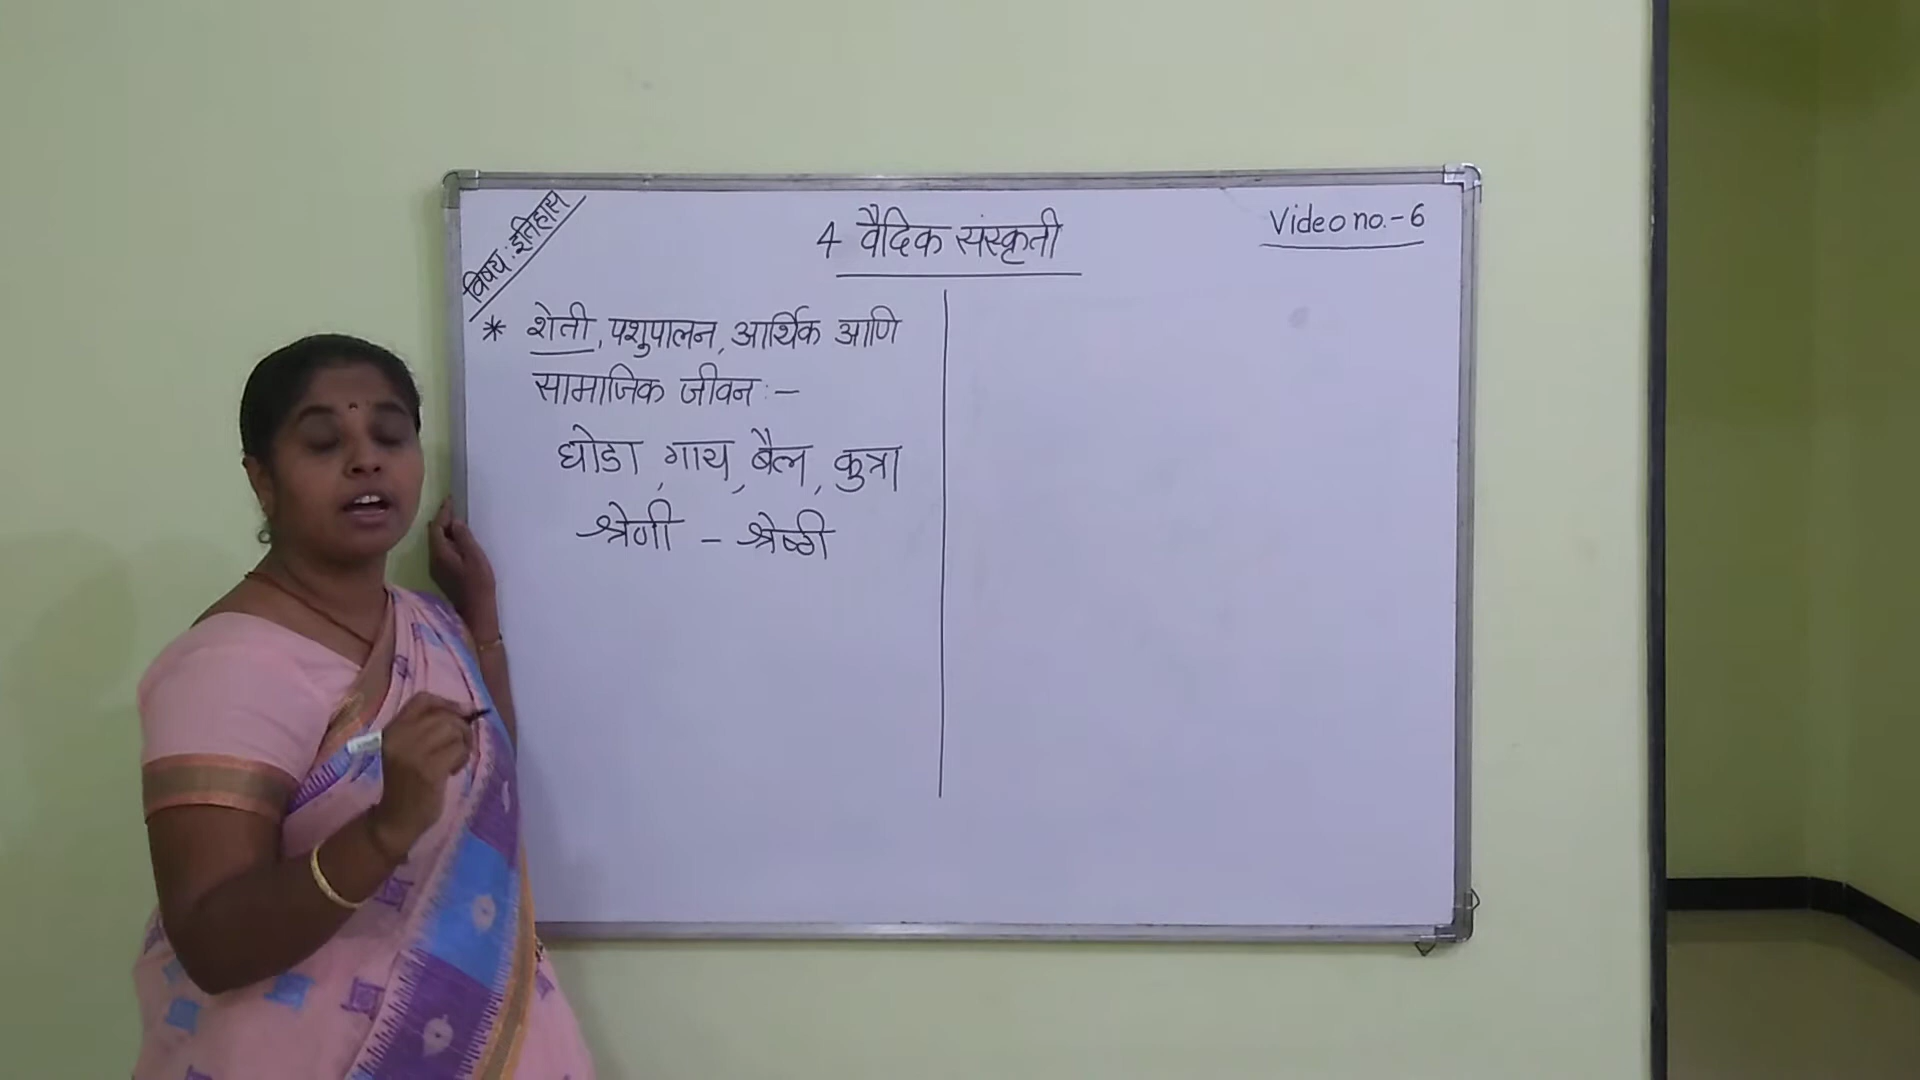 विषय : इतिहास
4 वैदिक संस्कृती
Video no.- 6
* शेती, पशुपालन, आर्थिक आणि
सामाजिक जीवन :-
घोडा, गाय, बैल, कुत्रा
श्रेणी - श्रेष्ठी